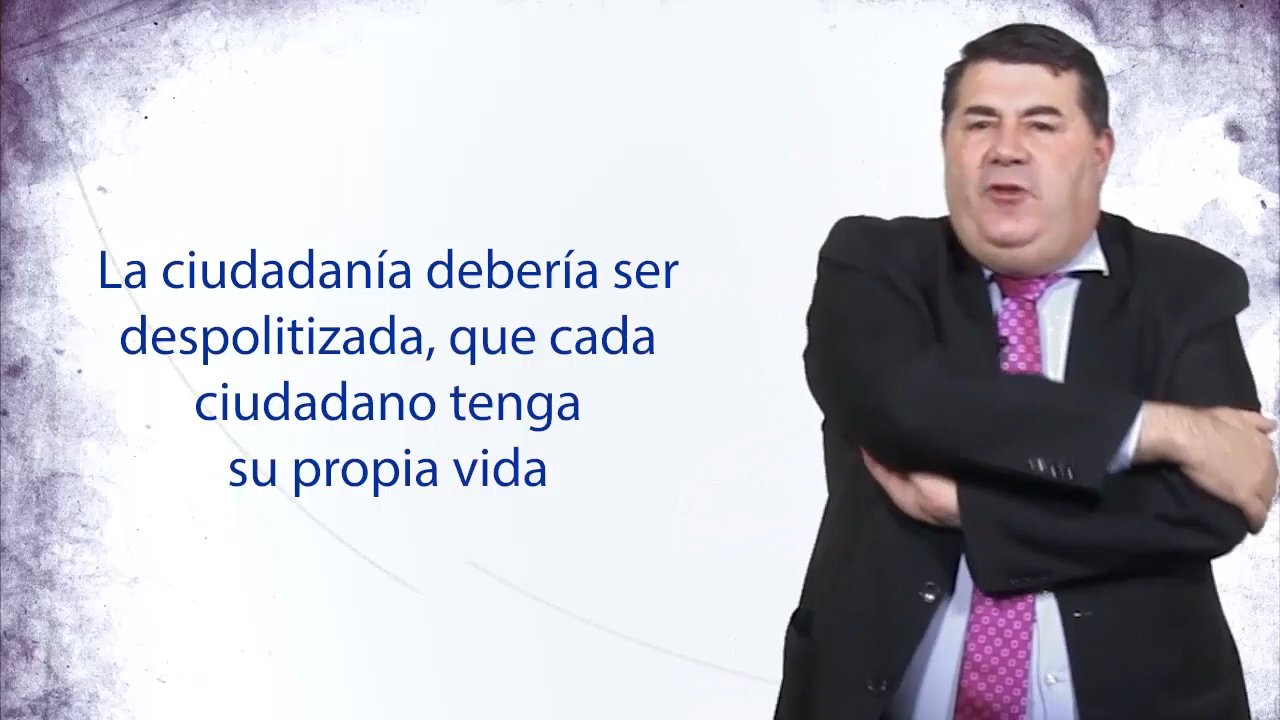 La ciudadanía debería ser
despolitizada, que cada
ciudadano tenga
su propia vida